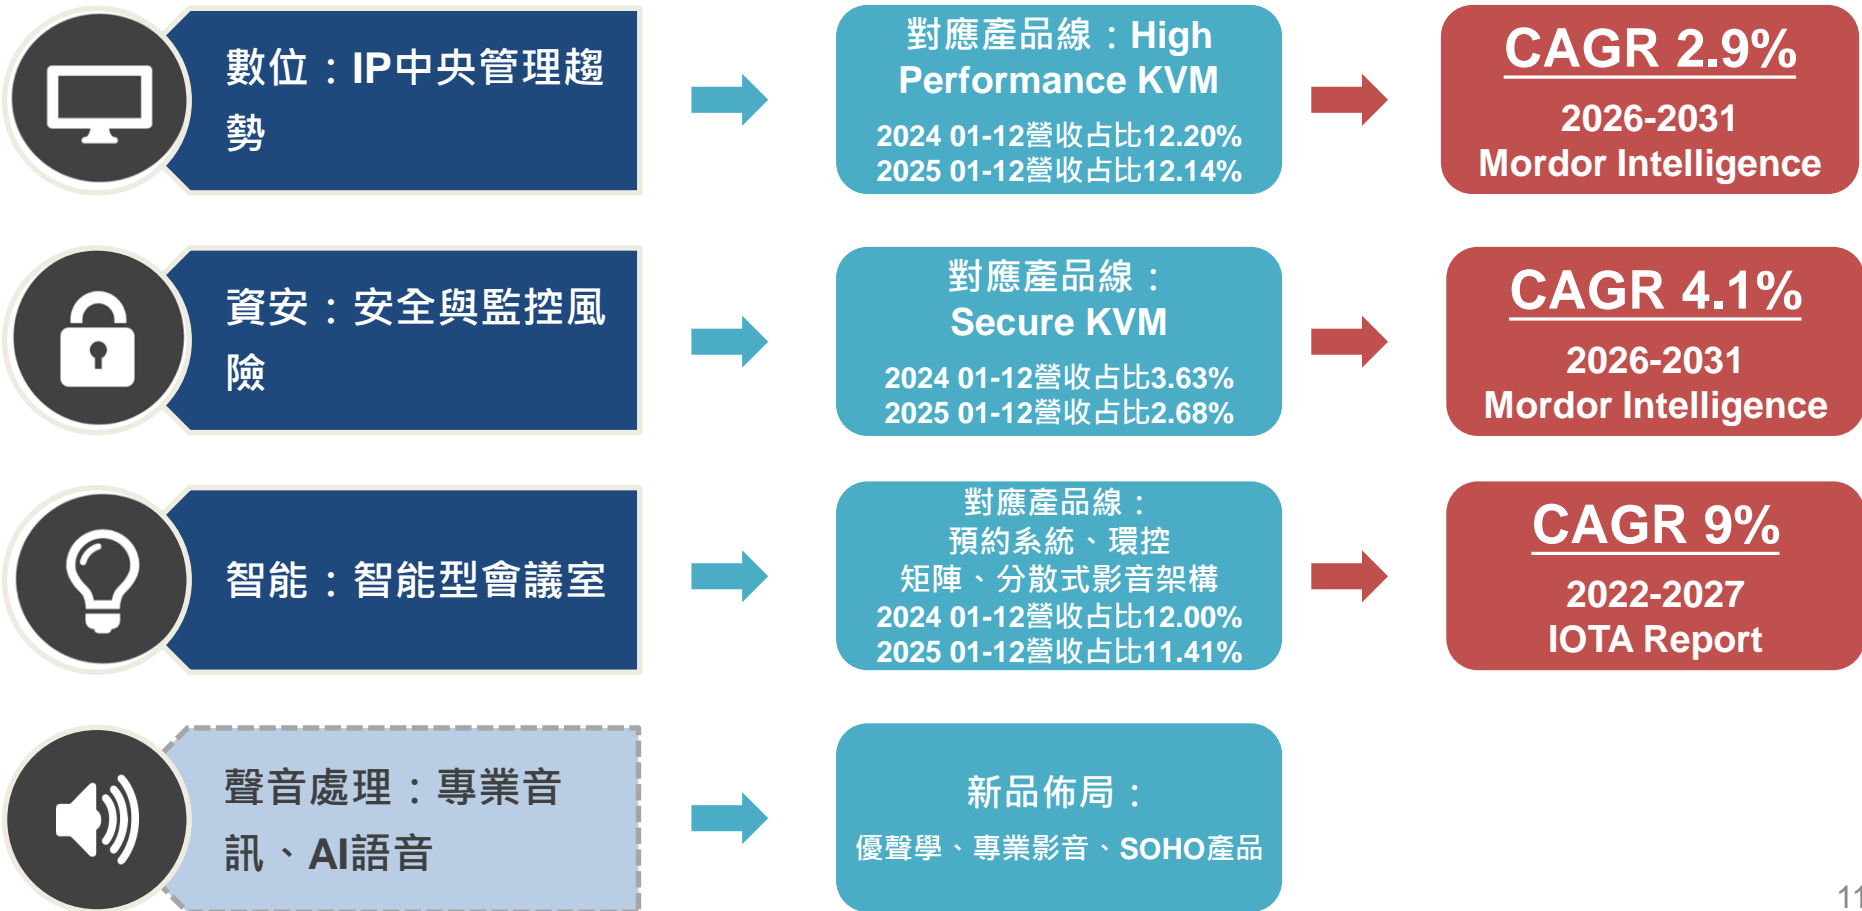 數位：IP中央管理趨
勢
對應產品線：High
Performance KVM
2024 01-12營收占比12.20%
2025 01-12營收占比12.14%
CAGR 2.9%
2026-2031
Mordor Intelligence
資安：安全與監控風
險
對應產品線：
Secure KVM
2024 01-12營收占比3.63%
2025 01-12營收占比2.68%
CAGR 4.1%
2026-2031
Mordor Intelligence
智能：智能型會議室
對應產品線：
預約系統、環控
矩陣、分散式影音架構
2024 01-12營收占比12.00%
2025 01-12營收占比11.41%
CAGR 9%
2022-2027
IOTA Report
聲音處理：專業音
訊、AI語音
新品佈局：
優聲學、專業影音、SOHO產品
11